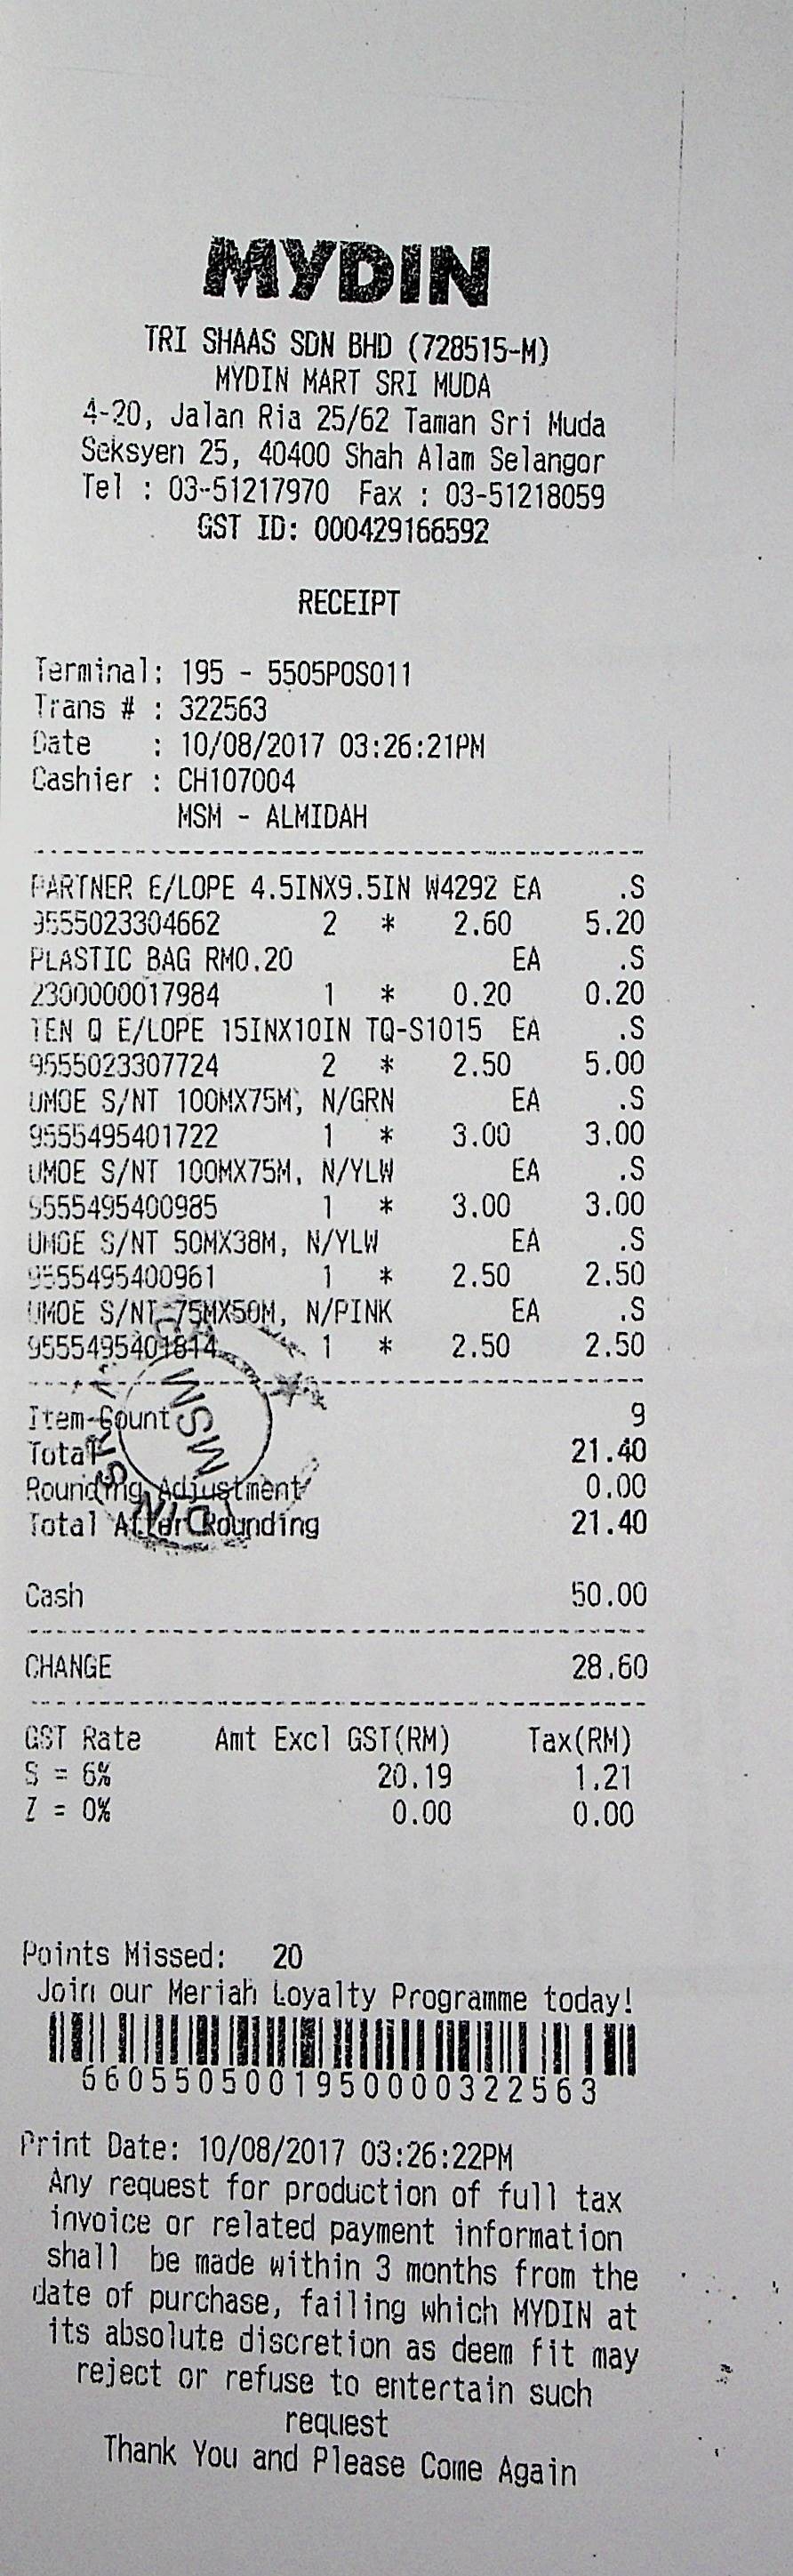 MYDIN
TRI SHAAS SDN BHD (728515-M)
MYDIN MART SRI MUDA
4-20, Jalan Ria 25/62 Taman Sri Muda
Seksyen 25, 40400 Shah Alam Selangor
Tel : 03-51217970 Fax : 03-51218059
GST ID: 000429166592
RECEIPT
Terminal: 195 - 5505POS011
Trans # : 322563
Date : 10/08/2017 03:26:21PM
Cashier : CH107004
MSM - ALMIDAH
PARTNER E/LOPE 4.5INX9.5IN W4292 EA .S
9555023304662 2 * 2.60 5.20
PLASTIC BAG RM0.20 EA .S
2300000017984 1 * 0.20 0.20
TEN Q E/LOPE 15INX10IN TQ-S1015 EA .S
9555023307724 2 * 2.50 5.00
UMOE S/NT 100MX75M, N/GRN EA .S
9555495401722 1 * 3.00 3.00
UMOE S/NT 100MX75M, N/YLW EA .S
9555495400985 1 * 3.00 3.00
UMOE S/NT 50MX38M, N/YLW EA .S
9555495400961 1 * 2.50 2.50
UMOE S/NT 75MX50M, N/PINK EA .S
9555495401814 1 * 2.50 2.50
MSM
Item Count 9
Total 21.40
Rounding Adjustment 0.00
Total After Rounding 21.40
Cash 50.00
CHANGE 28.60
GST Rate Amt Excl GST(RM) Tax(RM)
S = 6% 20.19 1.21
Z = 0% 0.00 0.00
Points Missed: 20
Join our Meriah Loyalty Programme today!
660550500195000032​2563
Print Date: 10/08/2017 03:26:22PM
Any request for production of full tax
invoice or related payment information
shall be made within 3 months from the
date of purchase, failing which MYDIN at
its absolute discretion as deem fit may
reject or refuse to entertain such
request
Thank You and Please Come Again